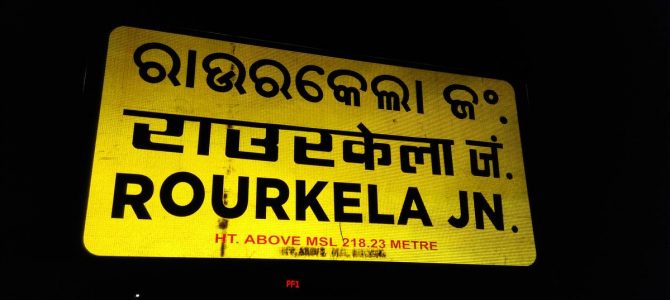 ରାଉରକେଲା ଜଂ.
राउरकेला जं.
ROURKELA JN.
HT. ABOVE MSL 218.23 METRE
PF1